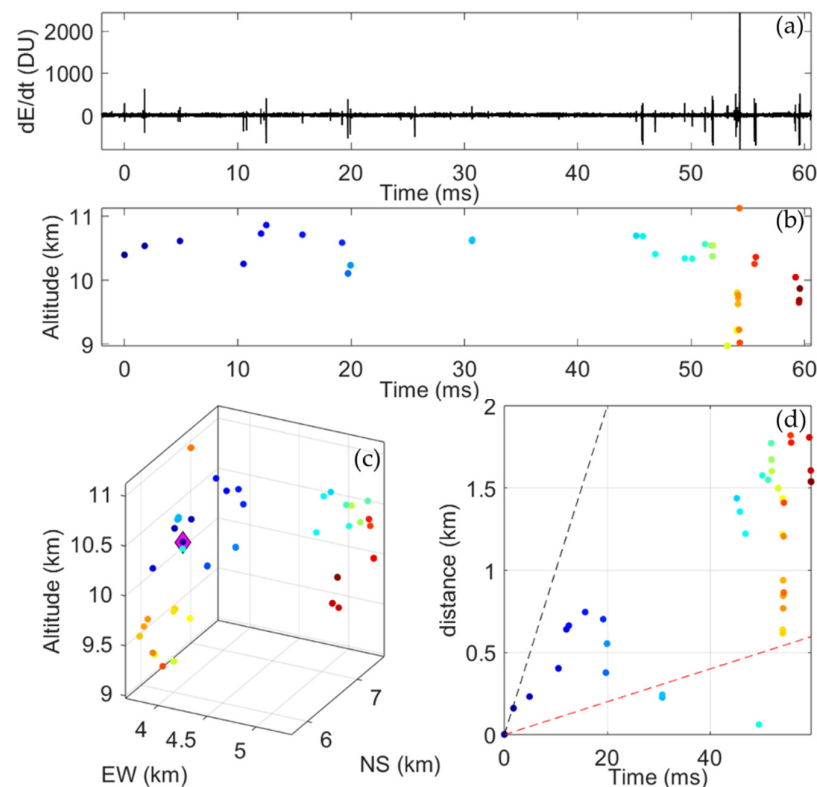 (a)
dE/dt (DU)
2000
1000
0
0 10 20 30 40 50 60
Time (ms)
(b)
Altitude (km)
11
10
9
0 10 20 30 40 50 60
Time (ms)
(c)
Altitude (km)
11
10.5
10
9.5
9
4 4.5 5
EW (km)
6 7
NS (km)
(d)
distance (km)
2
1.5
1
0.5
0
0 20 40
Time (ms)